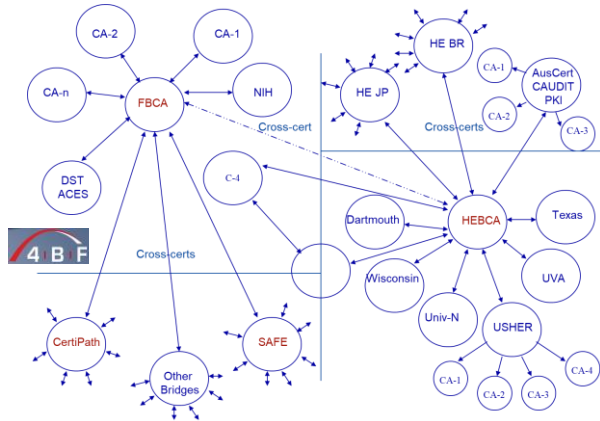 CA-2
CA-1
CA-n
FBCA
NIH
DST
ACES
Cross-cert
C-4
Cross-certs
4BF
CertiPath
Other
Bridges
SAFE
HE BR
HE JP
CA-1
AusCert
CAUDIT
PKI
CA-2
CA-3
Cross-certs
Dartmouth
HEBCA
Texas
Wisconsin
UVA
Univ-N
USHER
CA-1
CA-2
CA-3
CA-4